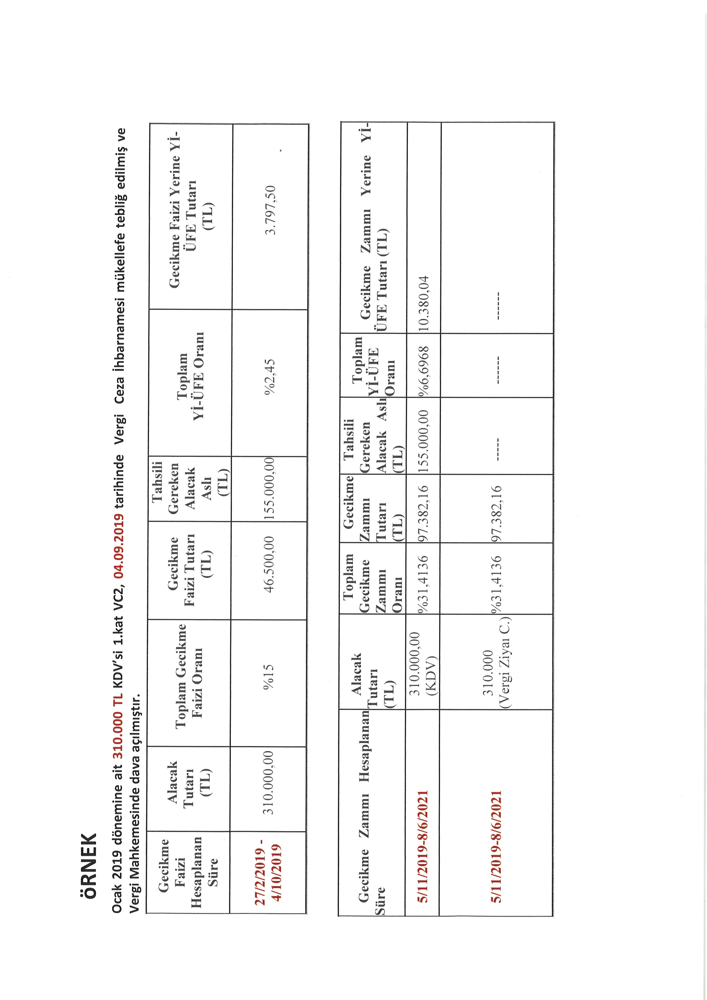 ÖRNEK
Ocak 2019 dönemine ait 310.000 TL KDV'si 1.kat VC2, 04.09.2019 tarihinde Vergi Ceza İhbarnamesi mükellefe tebliğ edilmiş ve
Vergi Mahkemesinde dava açılmıştır.
Gecikme
Faizi
Hesaplanan
Süre
Alacak
Tutarı
(TL)
Toplam Gecikme
Faizi Oranı
Gecikme
Faizi Tutarı
(TL)
Tahsili
Gereken
Alacak
Aslı
(TL)
Toplam
Yİ-ÜFE Oranı
Gecikme Faizi Yerine Yİ-
ÜFE Tutarı
(TL)
27/2/2019 -
4/10/2019
310.000,00
%15
46.500,00
155.000,00
%2,45
3.797,50
Gecikme Zammı Hesaplanan
Süre
Alacak
Tutarı
(TL)
Toplam
Gecikme
Zammı
Oranı
Gecikme
Zammı
Tutarı
(TL)
Tahsili
Gereken
Alacak Aslı
(TL)
Toplam
Yİ-ÜFE
Oranı
Gecikme Zammı Yerine Yİ-
ÜFE Tutarı (TL)
5/11/2019-8/6/2021
310.000,00
(KDV)
%31,4136
97.382,16
155.000,00
%6,6968
10.380,04
5/11/2019-8/6/2021
310.000
(Vergi Ziyaı C.)
%31,4136
97.382,16
-----
------
------